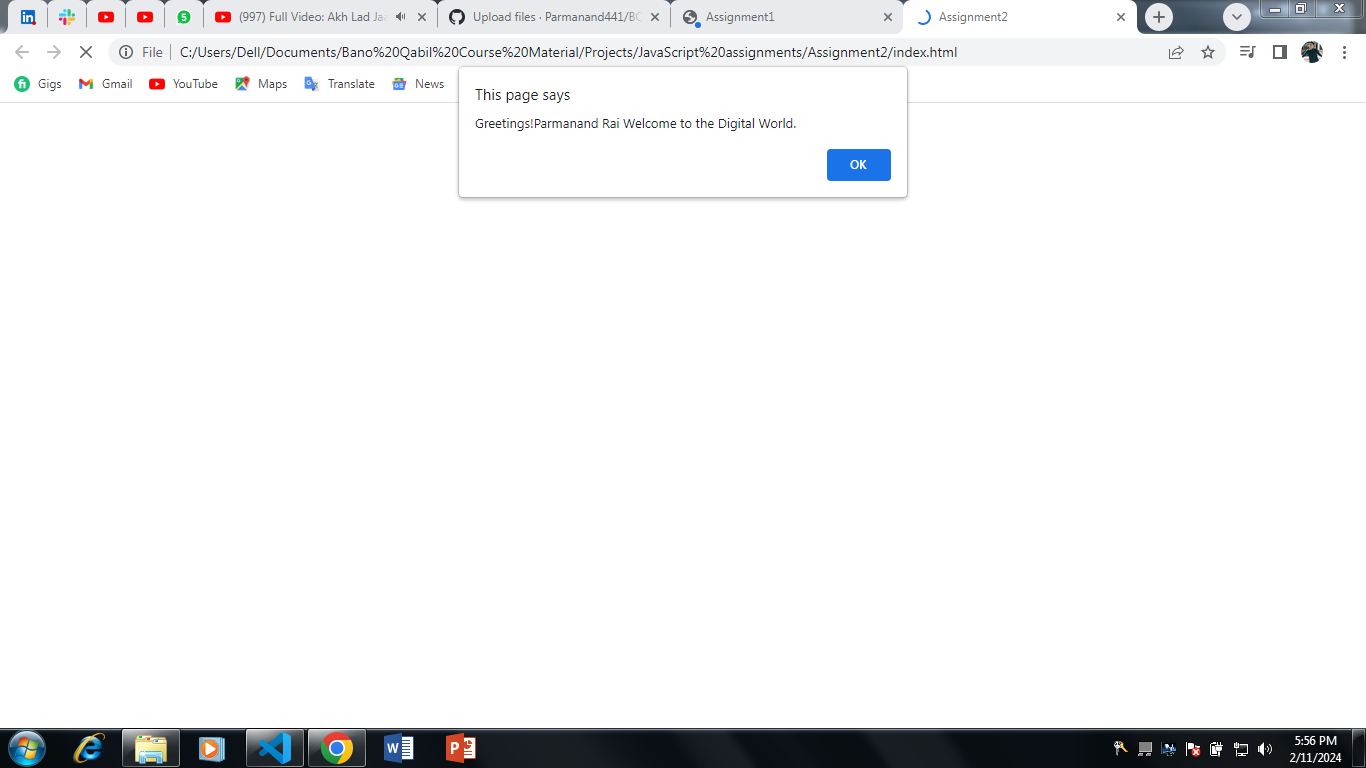 (997) Full Video: Akh Lad Jaa
Upload files · Parmanand441/BC
Assignment1
Assignment2
File
C:/Users/Dell/Documents/Bano%20Qabil%20Course%20Material/Projects/JavaScript%20assignments/Assignment2/index.html
Gigs
Gmail
YouTube
Maps
Translate
News
This page says
Greetings!Parmanand Rai Welcome to the Digital World.
OK
5:56 PM
2/11/2024